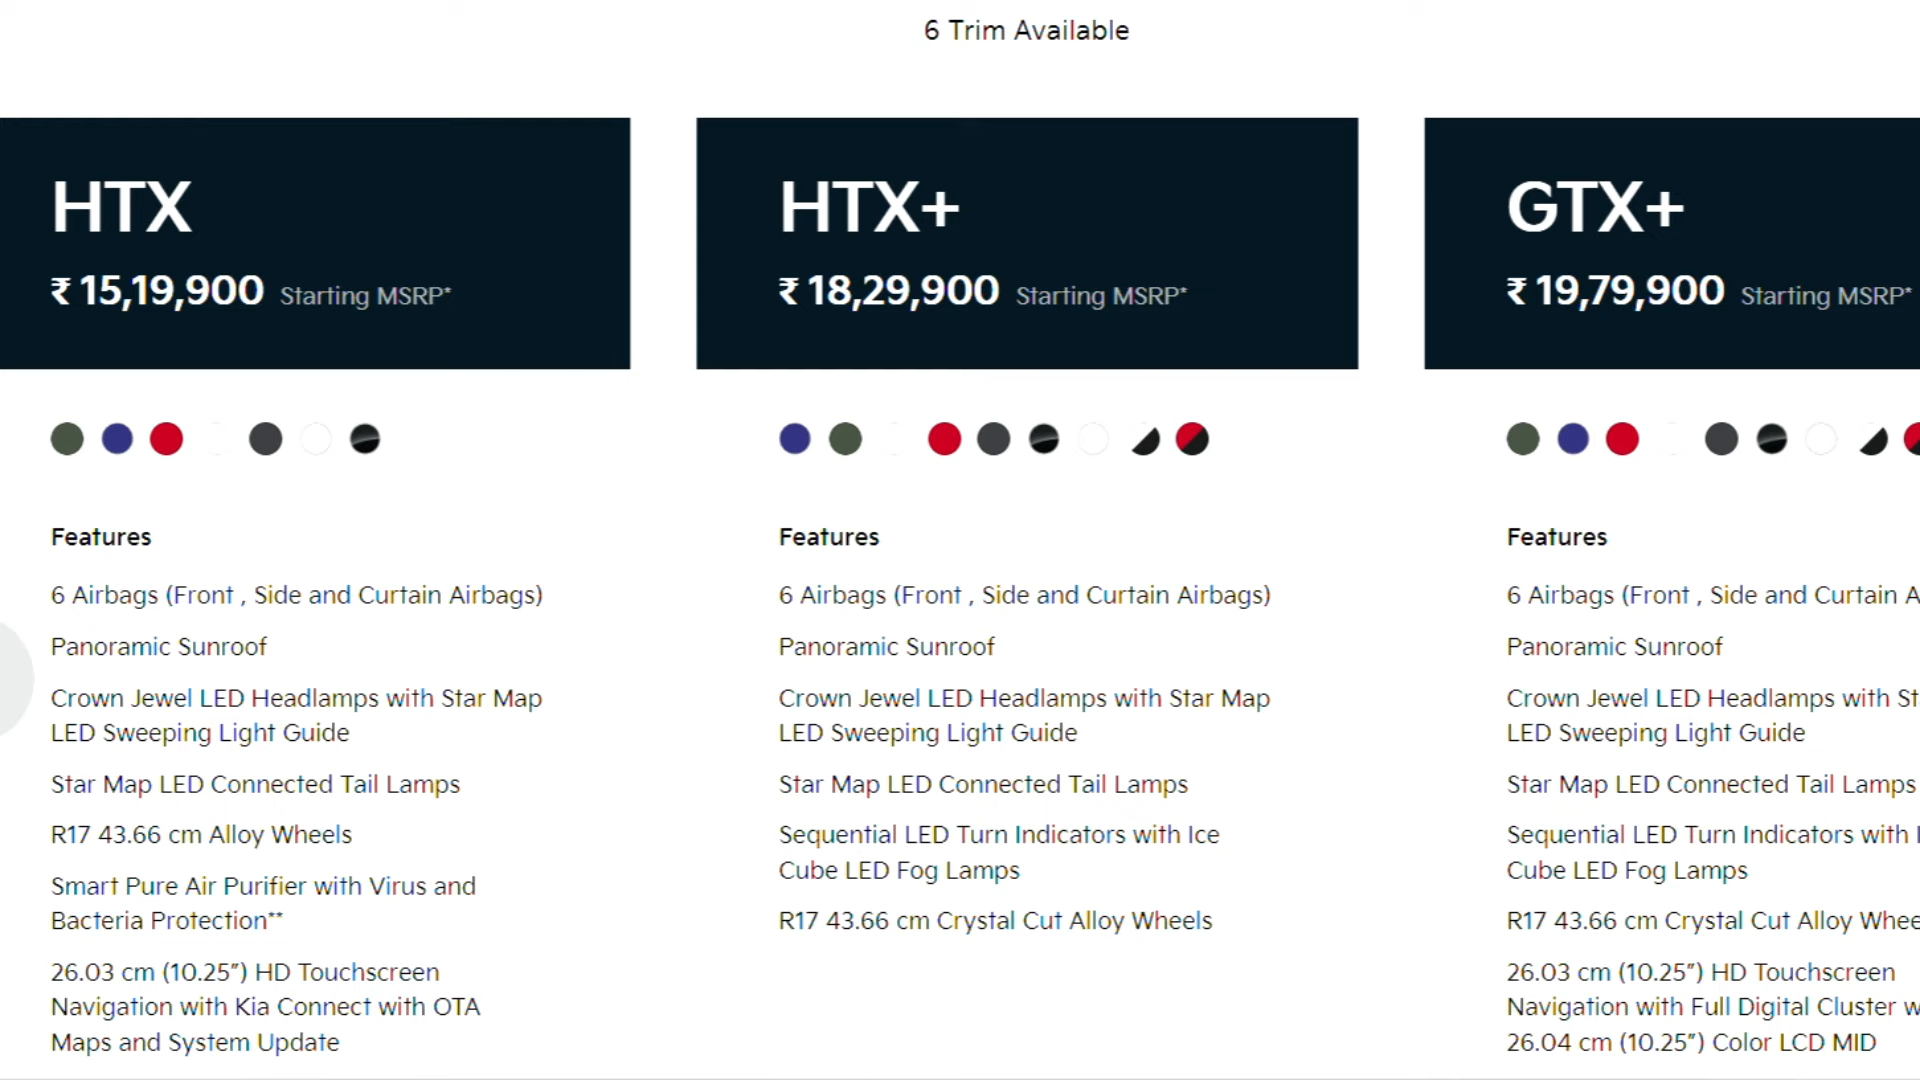 6 Trim Available
HTX
₹ 15,19,900 Starting MSRP*
Features
6 Airbags (Front , Side and Curtain Airbags)
Panoramic Sunroof
Crown Jewel LED Headlamps with Star Map
LED Sweeping Light Guide
Star Map LED Connected Tail Lamps
R17 43.66 cm Alloy Wheels
Smart Pure Air Purifier with Virus and
Bacteria Protection**
26.03 cm (10.25”) HD Touchscreen
Navigation with Kia Connect with OTA
Maps and System Update
HTX+
₹ 18,29,900 Starting MSRP*
Features
6 Airbags (Front , Side and Curtain Airbags)
Panoramic Sunroof
Crown Jewel LED Headlamps with Star Map
LED Sweeping Light Guide
Star Map LED Connected Tail Lamps
Sequential LED Turn Indicators with Ice
Cube LED Fog Lamps
R17 43.66 cm Crystal Cut Alloy Wheels
GTX+
₹ 19,79,900 Starting MSRP*
Features
6 Airbags (Front , Side and Curtain
Panoramic Sunroof
Crown Jewel LED Headlamps with
LED Sweeping Light Guide
Star Map LED Connected Tail Lamps
Sequential LED Turn Indicators with
Cube LED Fog Lamps
R17 43.66 cm Crystal Cut Alloy
26.03 cm (10.25”) HD Touchscreen
Navigation with Full Digital Cluster
26.04 cm (10.25”) Color LCD MID